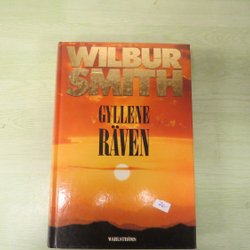 WILBUR
SMITH
GYLLENE
RÄVEN
WAHLSTRÖMS